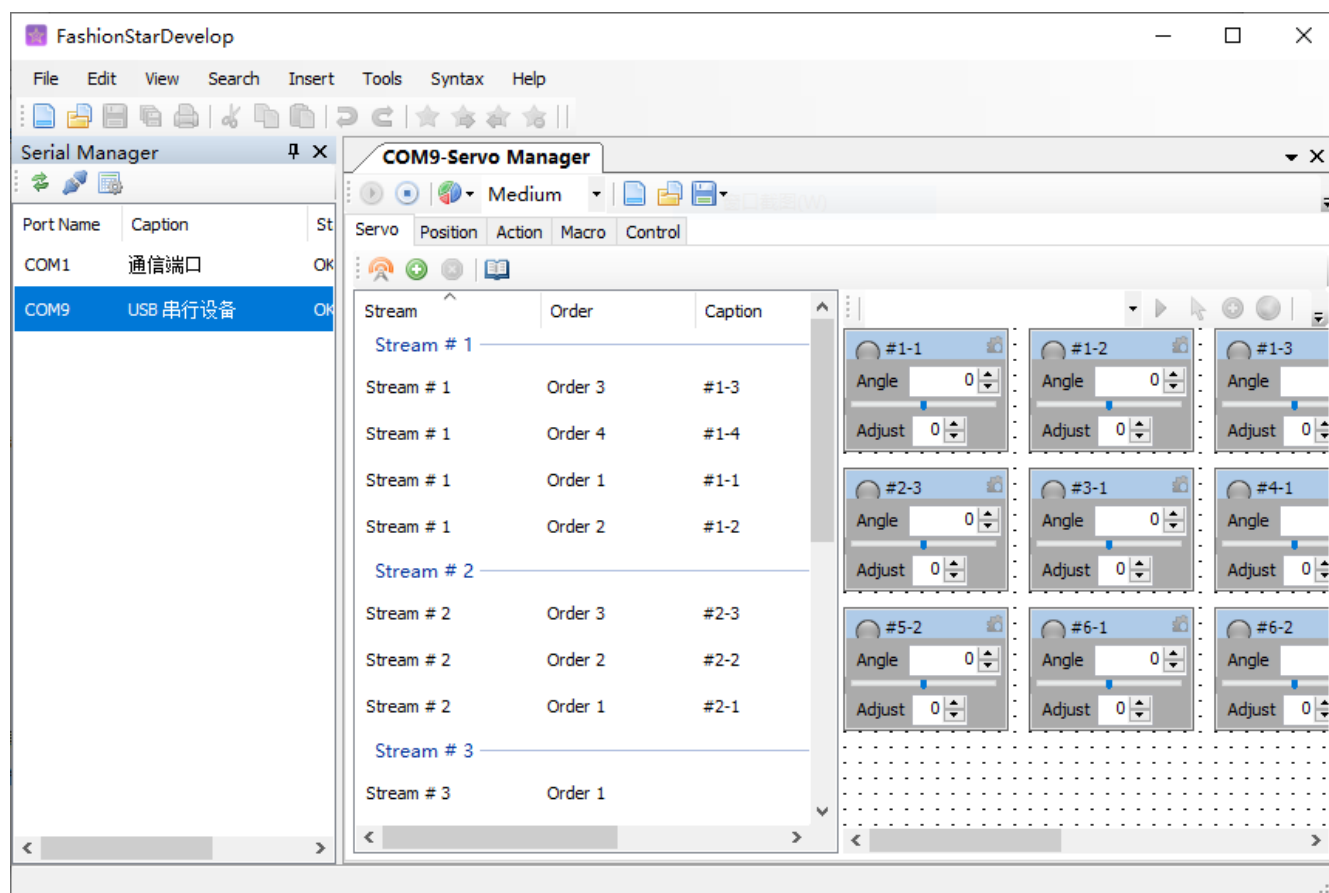 FashionStarDevelop
File Edit View Search Insert Tools Syntax Help
Serial Manager
Port Name Caption St
COM1 通信端口 OK
COM9 USB 串行设备 OK
COM9-Servo Manager
Medium
Servo Position Action Macro Control
Stream Order Caption
Stream # 1
Stream # 1 Order 3 #1-3
Stream # 1 Order 4 #1-4
Stream # 1 Order 1 #1-1
Stream # 1 Order 2 #1-2
Stream # 2
Stream # 2 Order 3 #2-3
Stream # 2 Order 2 #2-2
Stream # 2 Order 1 #2-1
Stream # 3
Stream # 3 Order 1
#1-1 #1-2 #1-3
Angle 0 Angle 0 Angle
Adjust 0 Adjust 0 Adjust 0
#2-3 #3-1 #4-1
Angle 0 Angle 0 Angle
Adjust 0 Adjust 0 Adjust 0
#5-2 #6-1 #6-2
Angle 0 Angle 0 Angle
Adjust 0 Adjust 0 Adjust 0